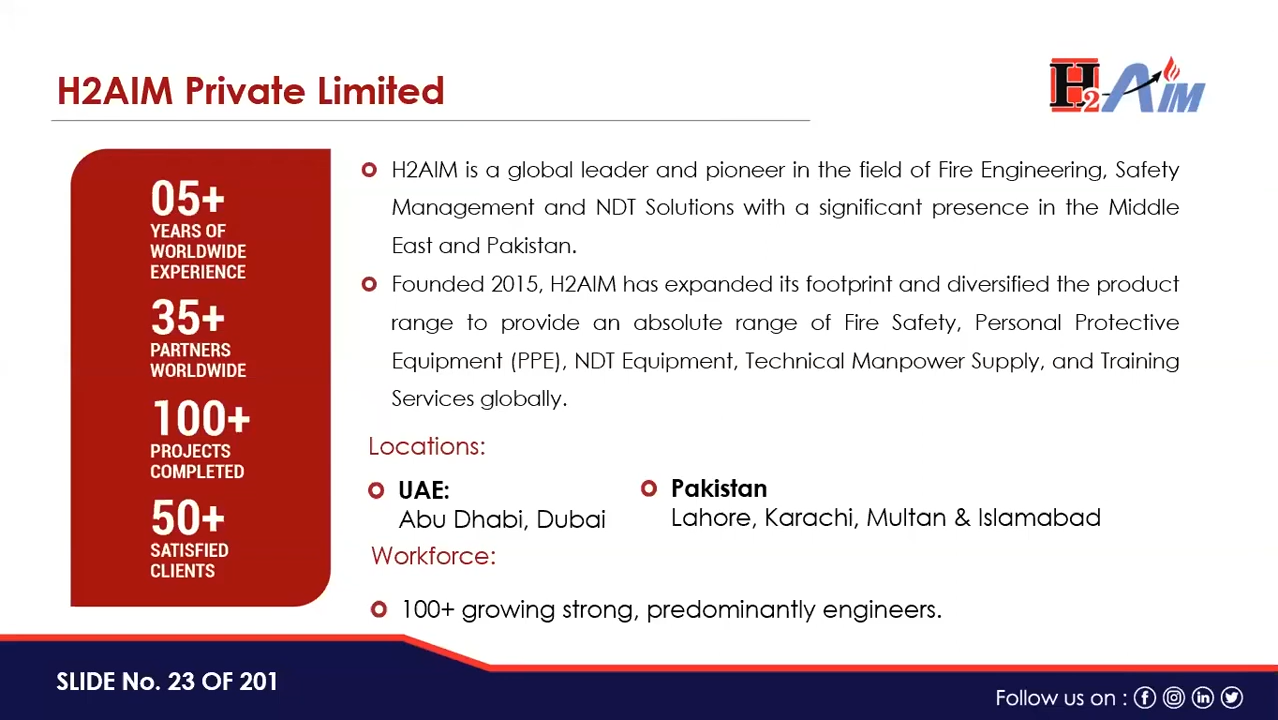 H2AIM Private Limited
H2AIM
05+
YEARS OF
WORLDWIDE
EXPERIENCE
35+
PARTNERS
WORLDWIDE
100+
PROJECTS
COMPLETED
50+
SATISFIED
CLIENTS
H2AIM is a global leader and pioneer in the field of Fire Engineering, Safety
Management and NDT Solutions with a significant presence in the Middle
East and Pakistan.
Founded 2015, H2AIM has expanded its footprint and diversified the product
range to provide an absolute range of Fire Safety, Personal Protective
Equipment (PPE), NDT Equipment, Technical Manpower Supply, and Training
Services globally.
Locations:
UAE:
Abu Dhabi, Dubai
Pakistan
Lahore, Karachi, Multan & Islamabad
Workforce:
100+ growing strong, predominantly engineers.
SLIDE No. 23 OF 201
Follow us on :